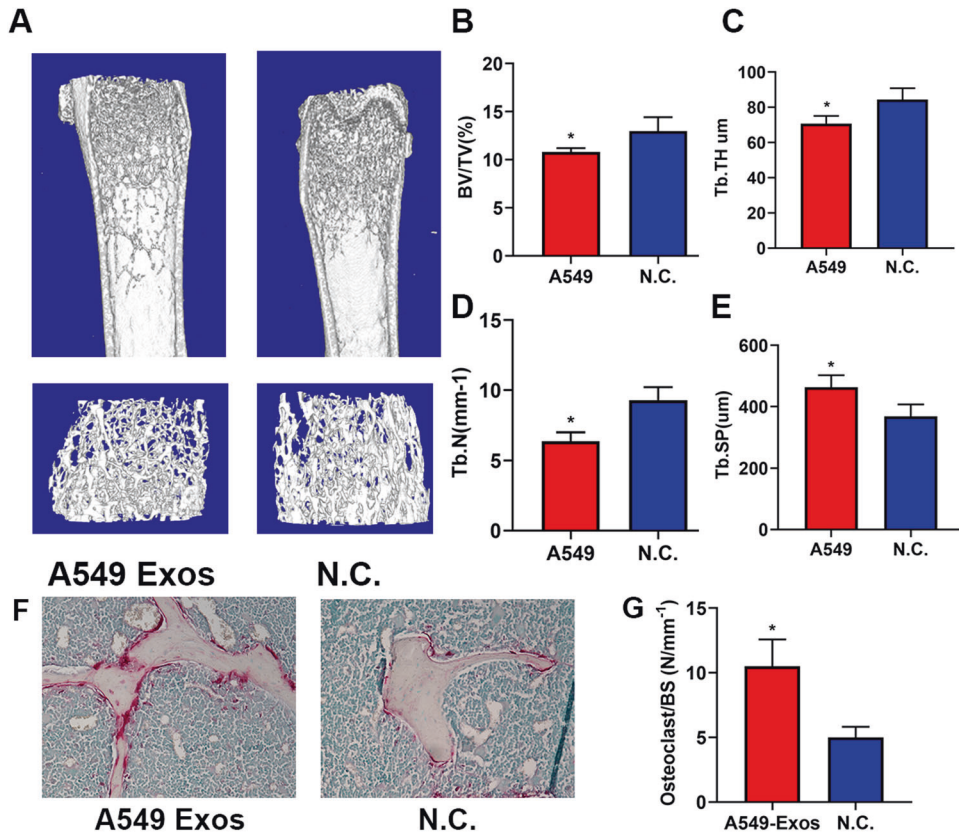 A
A549 Exos
N.C.
B
BV/TV(%)
20
15
10
5
0
*
A549
N.C.
C
Tb.TH um
100
80
60
40
20
0
*
A549
N.C.
D
Tb.N(mm-1)
15
10
5
0
*
A549
N.C.
E
Tb.SP(um)
600
400
200
0
*
A549
N.C.
F
A549 Exos
N.C.
G
Osteoclast/BS (N/mm⁻¹)
15
10
5
0
*
A549-Exos
N.C.